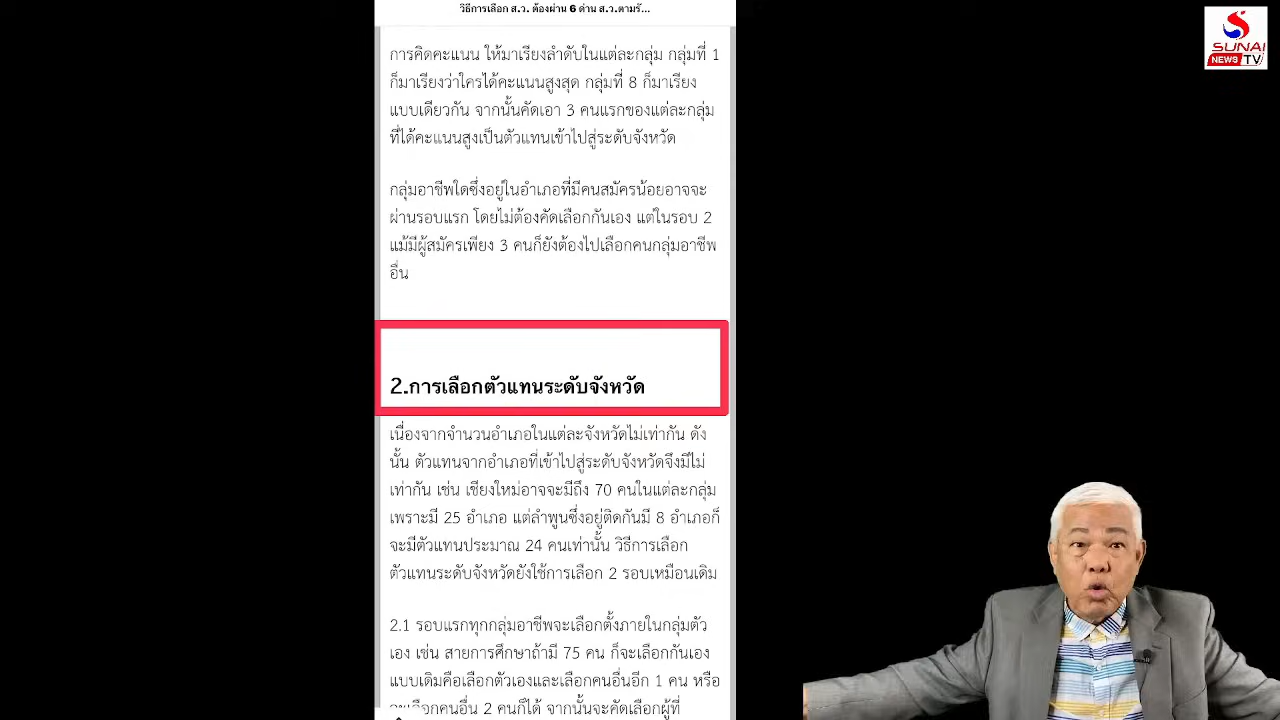 วิธีการเลือก ส.ว. ต้องผ่าน 6 ด่าน ส.ว.ตามรั...
SUNAI
NEWS TV
การคิดคะแนน ให้มาเรียงลำดับในแต่ละกลุ่ม กลุ่มที่ 1
ก็มาเรียงว่าใครได้คะแนนสูงสุด กลุ่มที่ 8 ก็มาเรียง
แบบเดียวกัน จากนั้นคัดเอา 3 คนแรกของแต่ละกลุ่ม
ที่ได้คะแนนสูงเป็นตัวแทนเข้าไปสู่ระดับจังหวัด
กลุ่มอาชีพใดซึ่งอยู่ในอำเภอที่มีคนสมัครน้อยอาจจะ
ผ่านรอบแรก โดยไม่ต้องคัดเลือกกันเอง แต่ในรอบ 2
แม้มีผู้สมัครเพียง 3 คนก็ยังต้องไปเลือกคนกลุ่มอาชีพ
อื่น
2.การเลือกตัวแทนระดับจังหวัด
เนื่องจากจำนวนอำเภอในแต่ละจังหวัดไม่เท่ากัน ดัง
นั้น ตัวแทนจากอำเภอที่เข้าไปสู่ระดับจังหวัดจึงมีไม่
เท่ากัน เช่น เชียงใหม่อาจจะมีถึง 70 คนในแต่ละกลุ่ม
เพราะมี 25 อำเภอ แต่ลำพูนซึ่งอยู่ติดกันมี 8 อำเภอก็
จะมีตัวแทนประมาณ 24 คนเท่านั้น วิธีการเลือก
ตัวแทนระดับจังหวัดยังใช้การเลือก 2 รอบเหมือนเดิม
2.1 รอบแรกทุกกลุ่มอาชีพจะเลือกตั้งภายในกลุ่มตัว
เอง เช่น สายการศึกษาถ้ามี 75 คน ก็จะเลือกกันเอง
แบบเดิมคือเลือกตัวเองและเลือกคนอื่นอีก 1 คน หรือ
จะเลือกคนอื่น 2 คนก็ได้ จากนั้นจะคัดเลือกผู้ที่